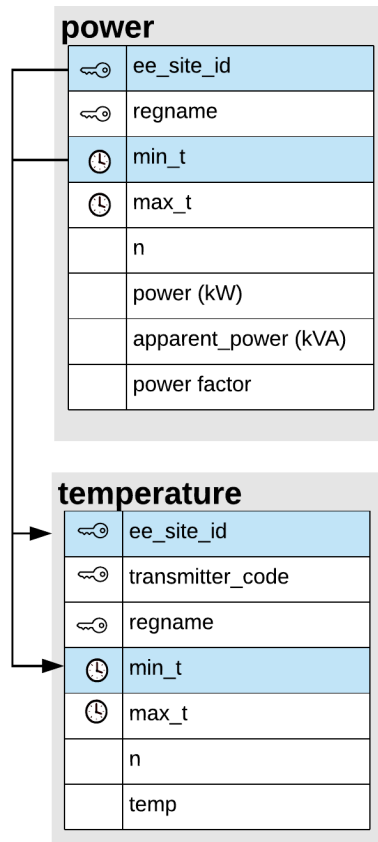 power
ee_site_id
regname
min_t
max_t
n
power (kW)
apparent_power (kVA)
power factor
temperature
ee_site_id
transmitter_code
regname
min_t
max_t
n
temp